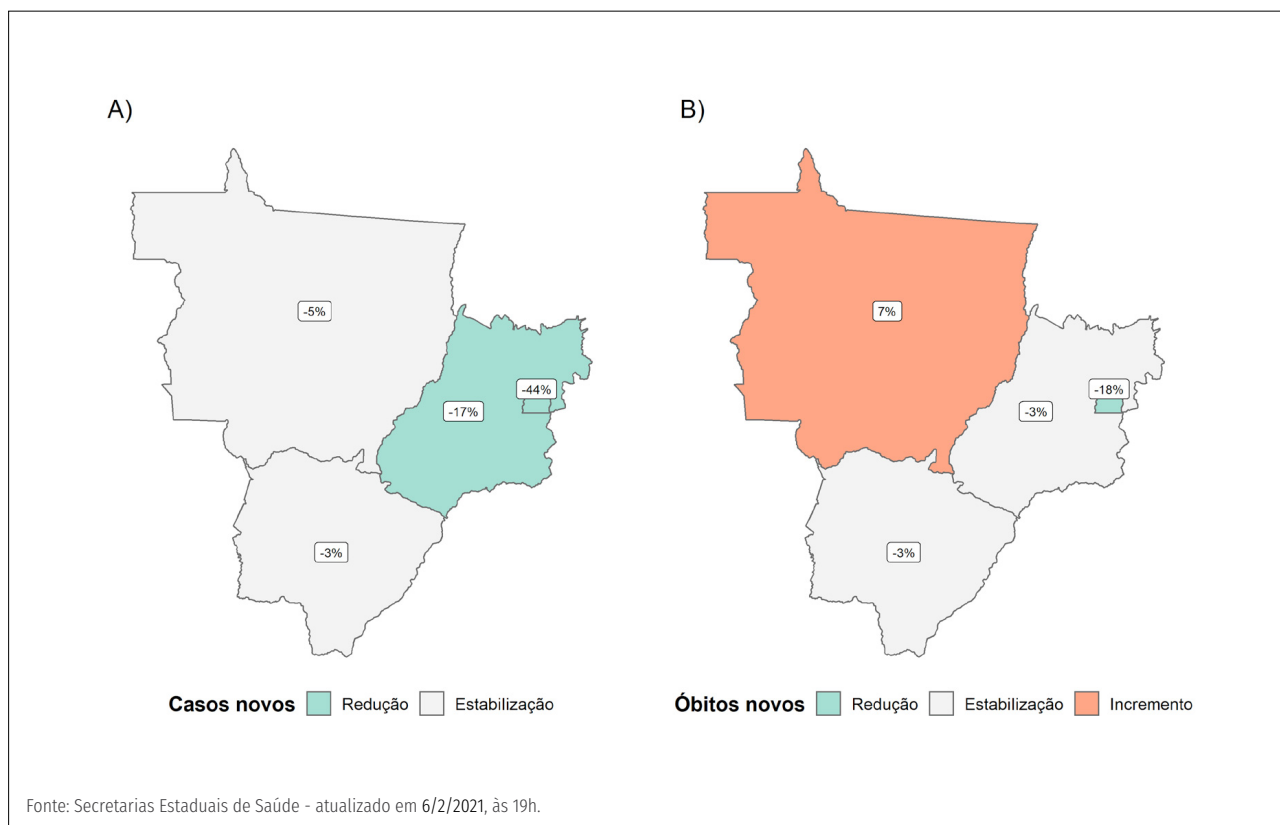 A)
B)
-5%
-44%
-17%
-3%
7%
-18%
-3%
-3%
Casos novos Redução Estabilização
Óbitos novos Redução Estabilização Incremento
Fonte: Secretarias Estaduais de Saúde - atualizado em 6/2/2021, às 19h.